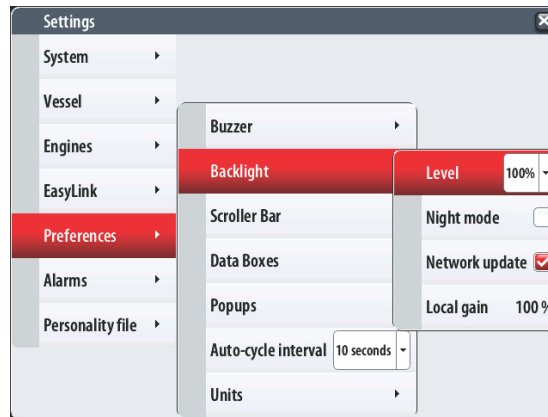 Settings
System
Vessel
Engines
EasyLink
Preferences
Alarms
Personality file
Buzzer
Backlight
Scroller Bar
Data Boxes
Popups
Auto-cycle interval 10 seconds
Units
Level 100%
Night mode
Network update
Local gain 100 %